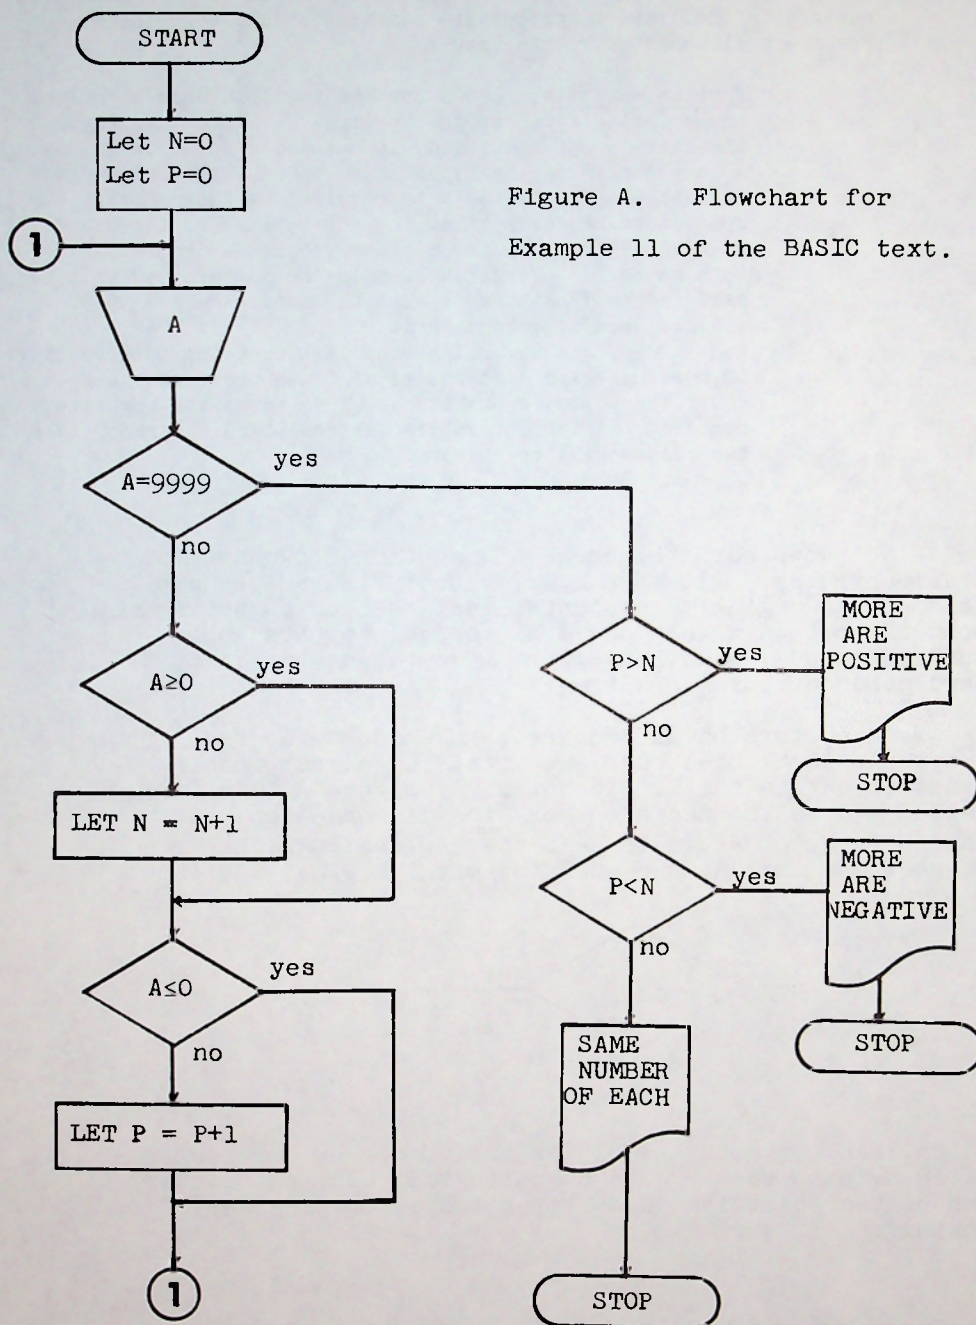 START
Let N=0
Let P=0
Figure A. Flowchart for
Example 11 of the BASIC text.
1
A
A=9999
yes
no
A≥0
yes
no
LET N = N+1
A≤0
yes
no
LET P = P+1
1
P>N
yes
no
MORE
ARE
POSITIVE
STOP
P<N
yes
no
MORE
ARE
NEGATIVE
STOP
SAME
NUMBER
OF EACH
STOP